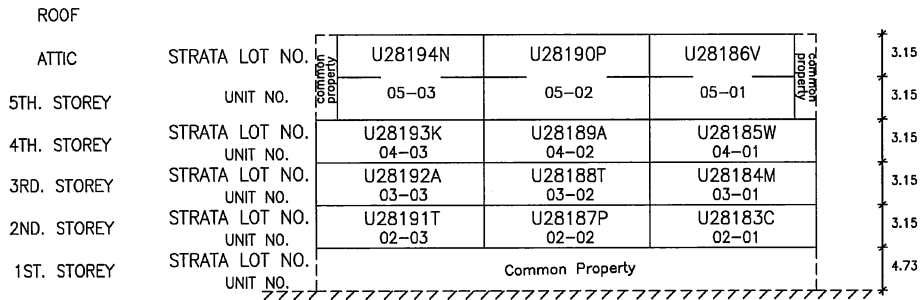 ROOF
ATTIC STRATA LOT NO. U28194N U28190P U28186V 3.15
common property common property
5TH. STOREY UNIT NO. 05-03 05-02 05-01 3.15
4TH. STOREY STRATA LOT NO. U28193K U28189A U28185W 3.15
UNIT NO. 04-03 04-02 04-01
3RD. STOREY STRATA LOT NO. U28192A U28188T U28184M 3.15
UNIT NO. 03-03 03-02 03-01
2ND. STOREY STRATA LOT NO. U28191T U28187P U28183C 3.15
UNIT NO. 02-03 02-02 02-01
1ST. STOREY STRATA LOT NO. Common Property 4.73
UNIT NO.